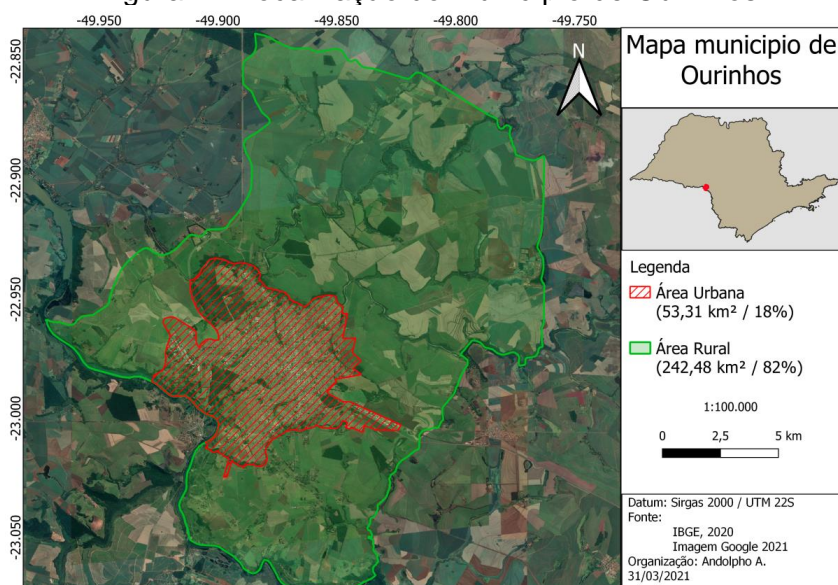 -49.950 -49.900 -49.850 -49.800 -49.750
-22.850
-22.900
-22.950
-23.000
-23.050
N
Mapa municipio de
Ourinhos
Legenda
Área Urbana
(53,31 km² / 18%)
Área Rural
(242,48 km² / 82%)
1:100.000
0 2,5 5 km
Datum: Sirgas 2000 / UTM 22S
Fonte:
IBGE, 2020
Imagem Google 2021
Organização: Andolpho A.
31/03/2021